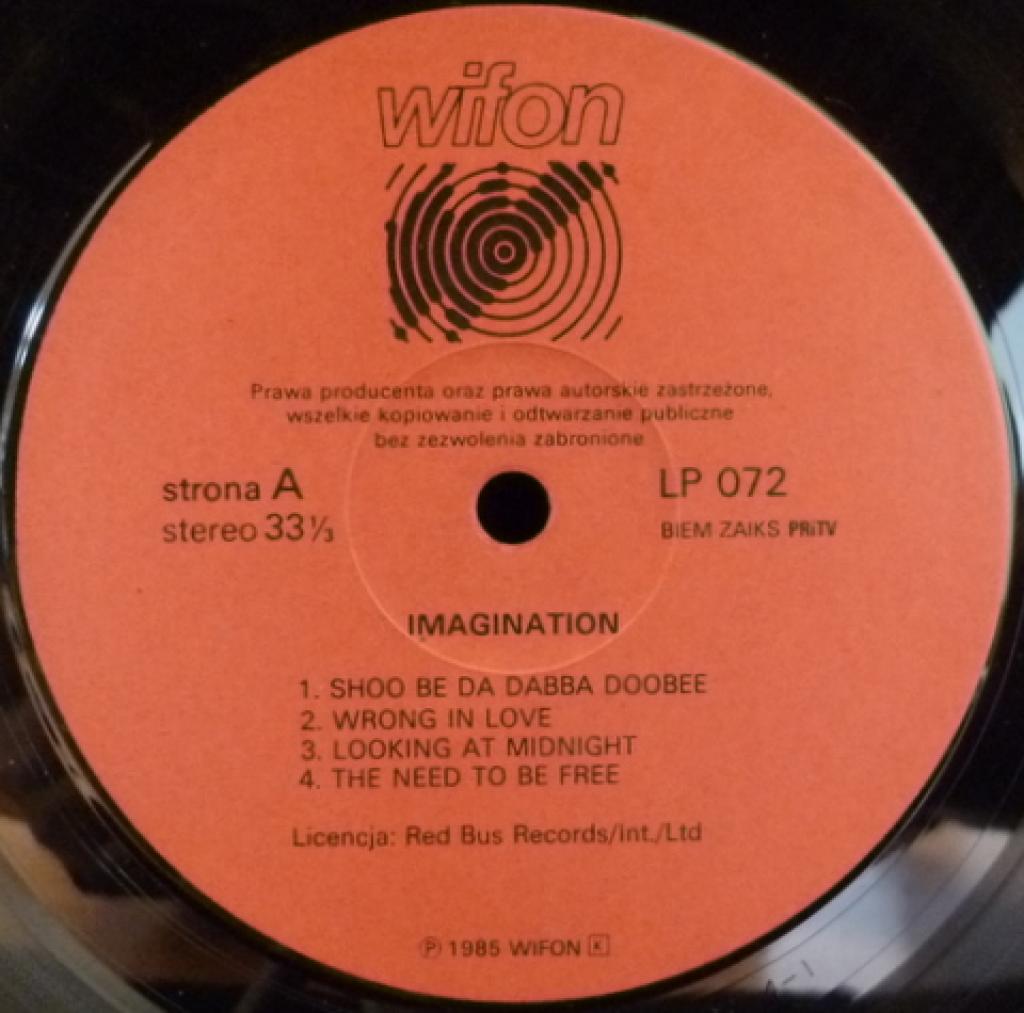 wifon
Prawa producenta oraz prawa autorskie zastrzeżone,
wszelkie kopiowanie i odtwarzanie publiczne
bez zezwolenia zabronione
strona A
LP 072
stereo 33⅓
BIEM ZAIKS PRiTV
IMAGINATION
1. SHOO BE DA DABBA DOOBEE
2. WRONG IN LOVE
3. LOOKING AT MIDNIGHT
4. THE NEED TO BE FREE
Licencja: Red Bus Records/Int./Ltd
Ⓟ 1985 WIFON K
A-1